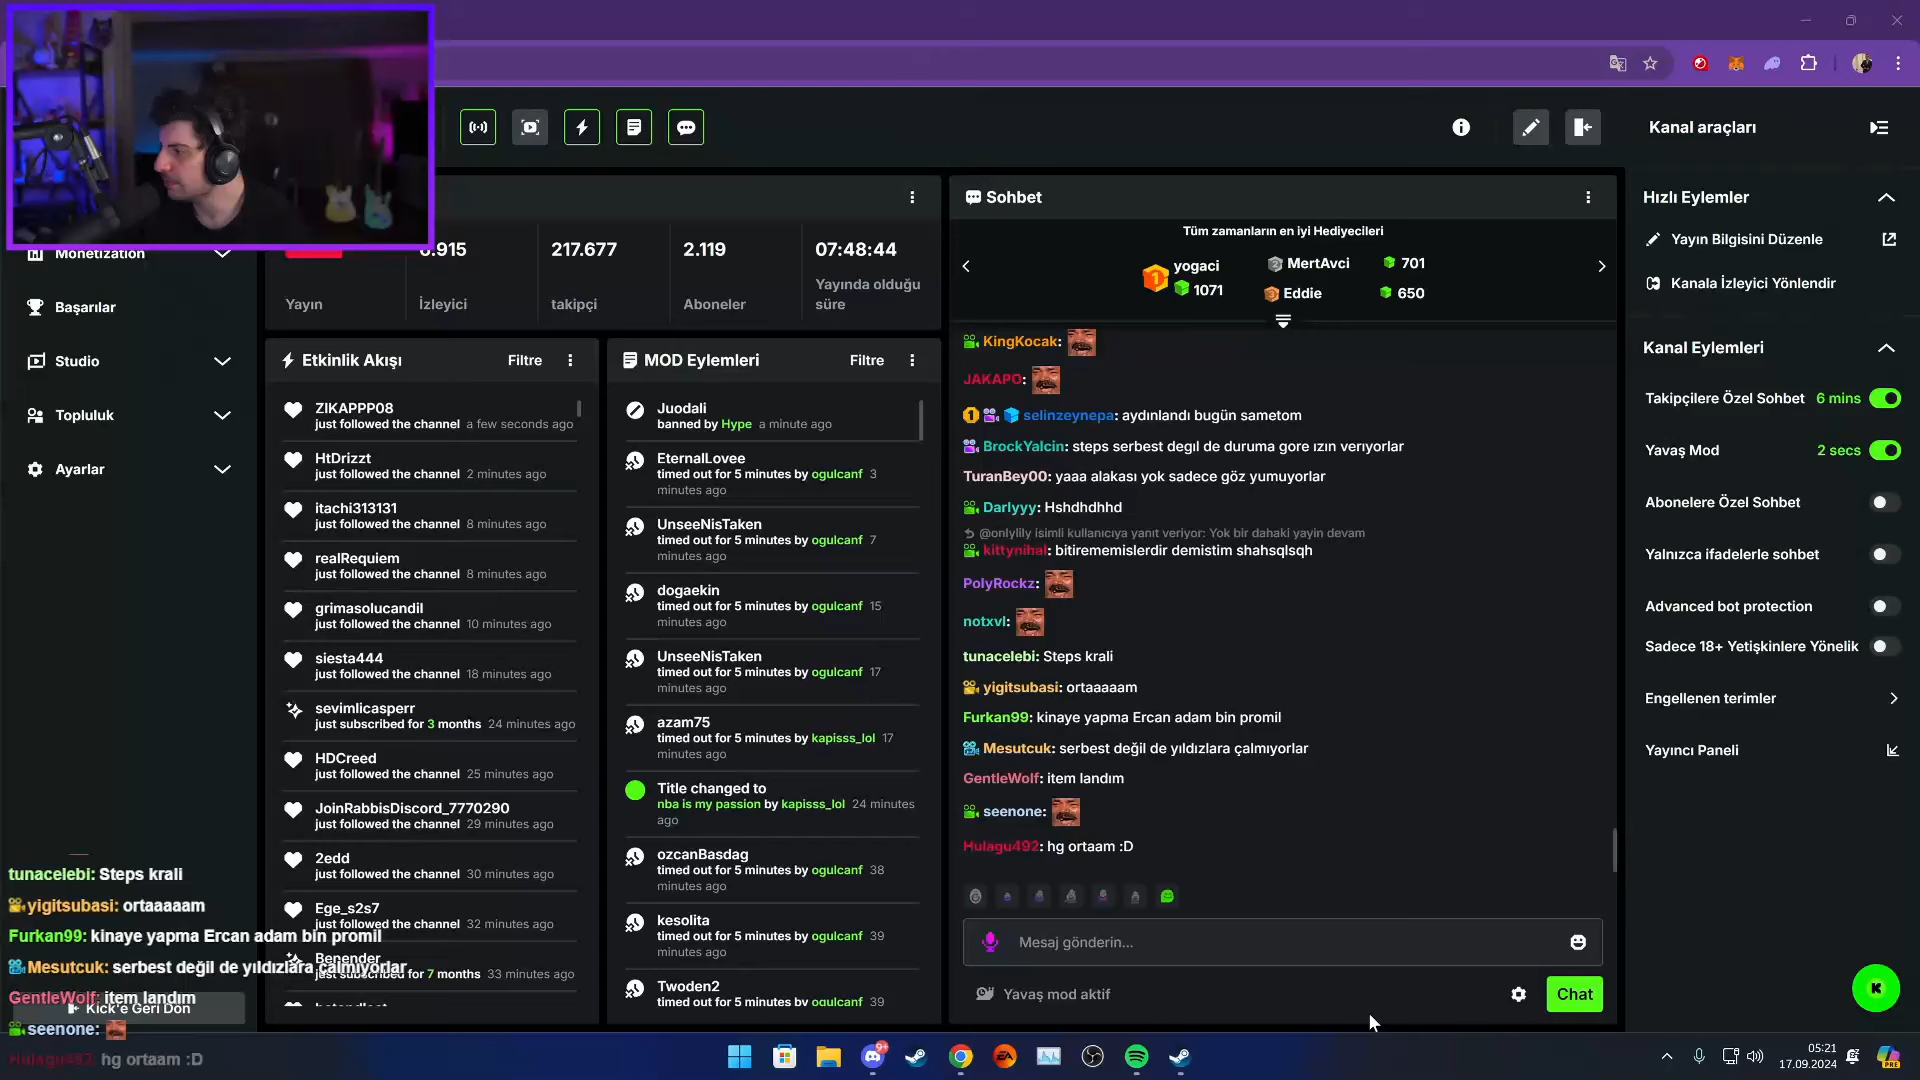 Kanal araçları
Sohbet
Tüm zamanların en iyi Hediyecileri
yogaci
1071
MertAvci 701
Eddie 650
Hızlı Eylemler
Yayın Bilgisini Düzenle
Kanala İzleyici Yönlendir
Kanal Eylemleri
Takipçilere Özel Sohbet 6 mins
Yavaş Mod 2 secs
Abonelere Özel Sohbet
Yalnızca ifadelerle sohbet
Advanced bot protection
Sadece 18+ Yetişkinlere Yönelik
Engellenen terimler
Yayıncı Paneli
Monetization
Başarılar
Studio
Topluluk
Ayarlar
Yayın
.915
İzleyici
217.677
takipçi
2.119
Aboneler
07:48:44
Yayında olduğu
süre
Etkinlik Akışı Filtre
ZIKAPPP08
just followed the channel a few seconds ago
HtDrizzt
just followed the channel 2 minutes ago
itachi313131
just followed the channel 8 minutes ago
realRequiem
just followed the channel 8 minutes ago
grimasolucandil
just followed the channel 10 minutes ago
siesta444
just followed the channel 18 minutes ago
sevimlicasperr
just subscribed for 3 months 24 minutes ago
HDCreed
just followed the channel 25 minutes ago
JoinRabbisDiscord_7770290
just followed the channel 29 minutes ago
2edd
just followed the channel 30 minutes ago
Ege_s2s7
just followed the channel 32 minutes ago
Benender
just subscribed for 7 months 33 minutes ago
MOD Eylemleri Filtre
Juodali
banned by Hype a minute ago
EternalLovee
timed out for 5 minutes by ogulcanf 3
minutes ago
UnseeNisTaken
timed out for 5 minutes by ogulcanf 7
minutes ago
dogaekin
timed out for 5 minutes by ogulcanf 15
minutes ago
UnseeNisTaken
timed out for 5 minutes by ogulcanf 17
minutes ago
azam75
timed out for 5 minutes by kapisss_lol 17
minutes ago
Title changed to
nba is my passion by kapisss_lol 24 minutes
ago
ozcanBasdag
timed out for 5 minutes by ogulcanf 38
minutes ago
kesolita
timed out for 5 minutes by ogulcanf 39
minutes ago
Twoden2
timed out for 5 minutes by ogulcanf 39
KingKocak:
JAKAPO:
selinzeynepa: aydınlandı bugün sametom
BrockYalcin: steps serbest degıl de duruma gore ızın verıyorlar
TuranBey00: yaaa alakası yok sadece göz yumuyorlar
Darlyyy: Hshdhdhhd
@onlylily isimli kullanıcıya yanıt veriyor: Yok bir dahaki yayin devam
kittynihal: bitirememislerdir demistim shahsqlsqh
PolyRockz:
notxvl:
tunacelebi: Steps krali
yigitsubasi: ortaaaaam
Furkan99: kinaye yapma Ercan adam bin promil
Mesutcuk: serbest değil de yıldızlara çalmıyorlar
GentleWolf: item landım
seenone:
Hulagu492: hg ortaam :D
Mesaj gönderin...
Yavaş mod aktif
Chat
tunacelebi: Steps krali
yigitsubasi: ortaaaaam
Furkan99: kinaye yapma Ercan adam bin promil
Mesutcuk: serbest değil de yıldızlara çalmıyorlar
GentleWolf: item landım
Kick'e Geri Dön
seenone:
Hulagu492: hg ortaam :D
9+
05:21
17.09.2024
PRE